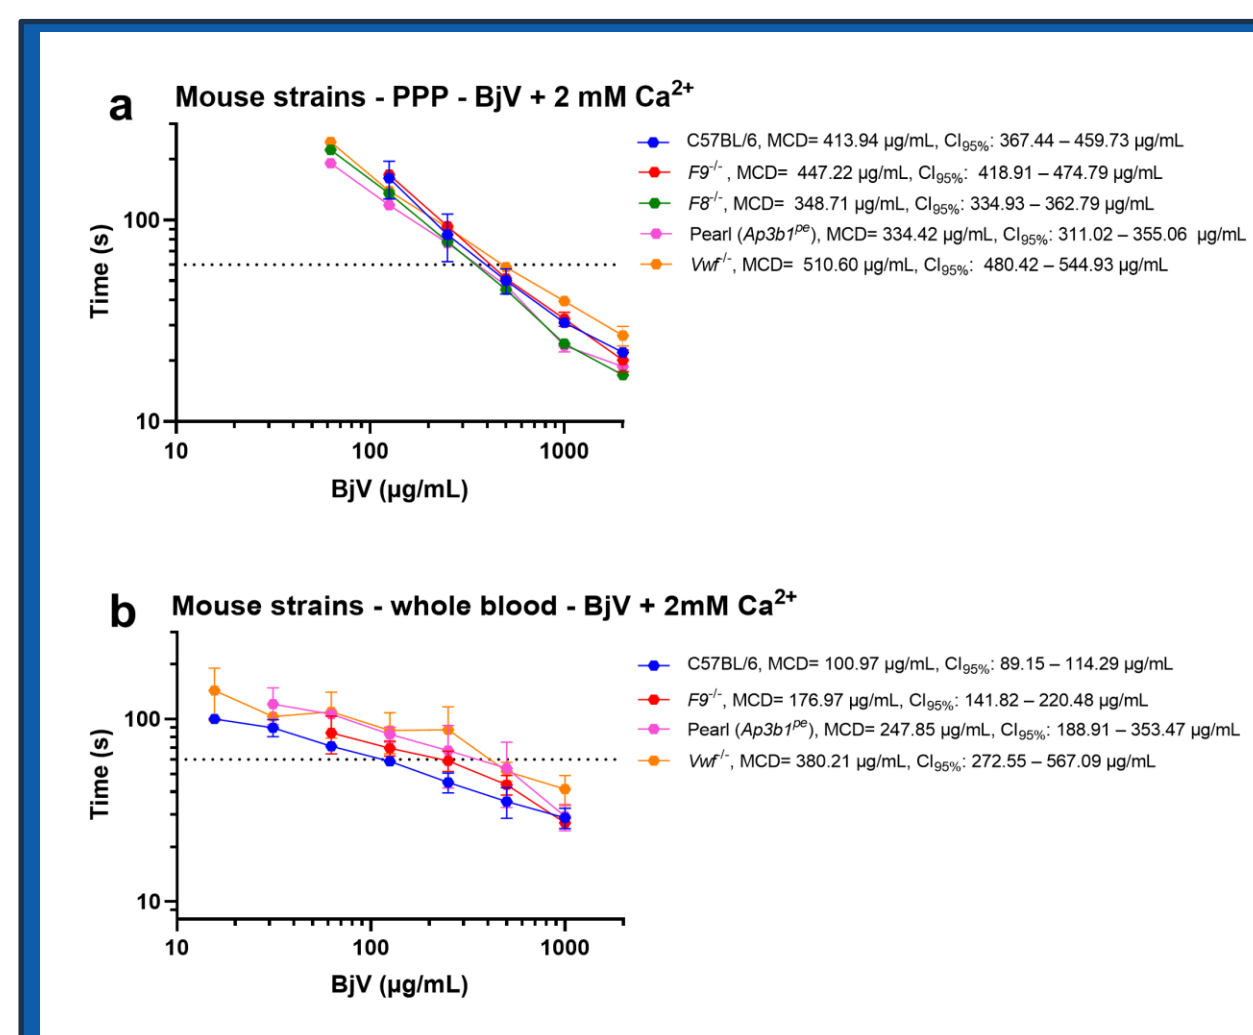 a
Mouse strains - PPP - BjV + 2 mM Ca²⁺
C57BL/6, MCD= 413.94 µg/mL, CI95%: 367.44 – 459.73 µg/mL
F9-/- , MCD= 447.22 µg/mL, CI95%: 418.91 – 474.79 µg/mL
F8-/-, MCD= 348.71 µg/mL, CI95%: 334.93 – 362.79 µg/mL
Pearl (Ap3b1pe), MCD= 334.42 µg/mL, CI95%: 311.02 – 355.06 µg/mL
Vwf-/-, MCD= 510.60 µg/mL, CI95%: 480.42 – 544.93 µg/mL
Time (s)
100
10
10 100 1000
BjV (µg/mL)
b
Mouse strains - whole blood - BjV + 2mM Ca²⁺
C57BL/6, MCD= 100.97 µg/mL, CI95%: 89.15 – 114.29 µg/mL
F9-/-, MCD= 176.97 µg/mL, CI95%: 141.82 – 220.48 µg/mL
Pearl (Ap3b1pe), MCD= 247.85 µg/mL, CI95%: 188.91 – 353.47 µg/mL
Vwf-/-, MCD= 380.21 µg/mL, CI95%: 272.55 – 567.09 µg/mL
Time (s)
100
10
10 100 1000
BjV (µg/mL)